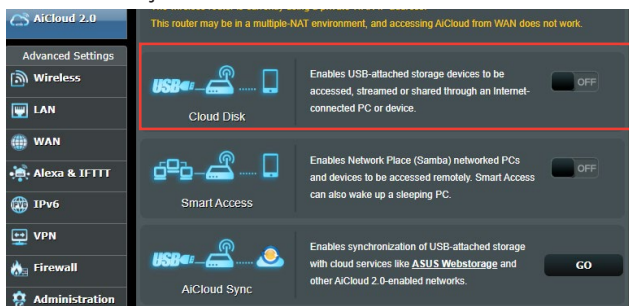 AiCloud 2.0
This router may be in a multiple-NAT environment, and accessing AiCloud from WAN does
not work.
Advanced Settings
Wireless
LAN
WAN
Alexa & IFTTT
IPv6
VPN
Firewall
Administration
USB
Cloud Disk
Enables USB-attached storage devices to be
accessed, streamed or shared through an Internet-
connected PC or device.
OFF
Smart Access
Enables Network Place (Samba) networked PCs
and devices to be accessed remotely. Smart Access
can also wake up a sleeping PC.
OFF
USB
AiCloud Sync
Enables synchronization of USB-attached storage
with cloud services like ASUS Webstorage and
other AiCloud 2.0-enabled networks.
GO